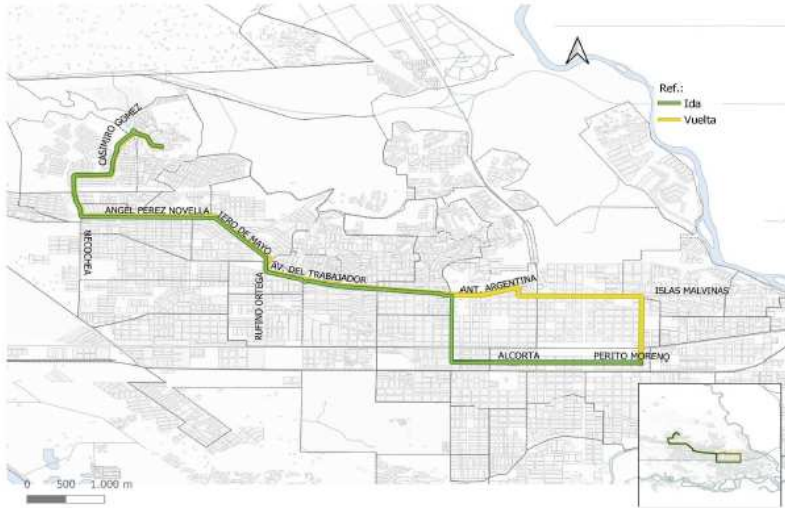 Ref.:
Ida
Vuelta
CASIMIRO GOMEZ
ANGEL PEREZ NOVELLA
1ERO DE MAYO
NECOCHEA
RUFINO ORTEGA
AV. DEL TRABAJADOR
ANT. ARGENTINA
ISLAS MALVINAS
ALCORTA
PERITO MORENO
0 500 1.000 m